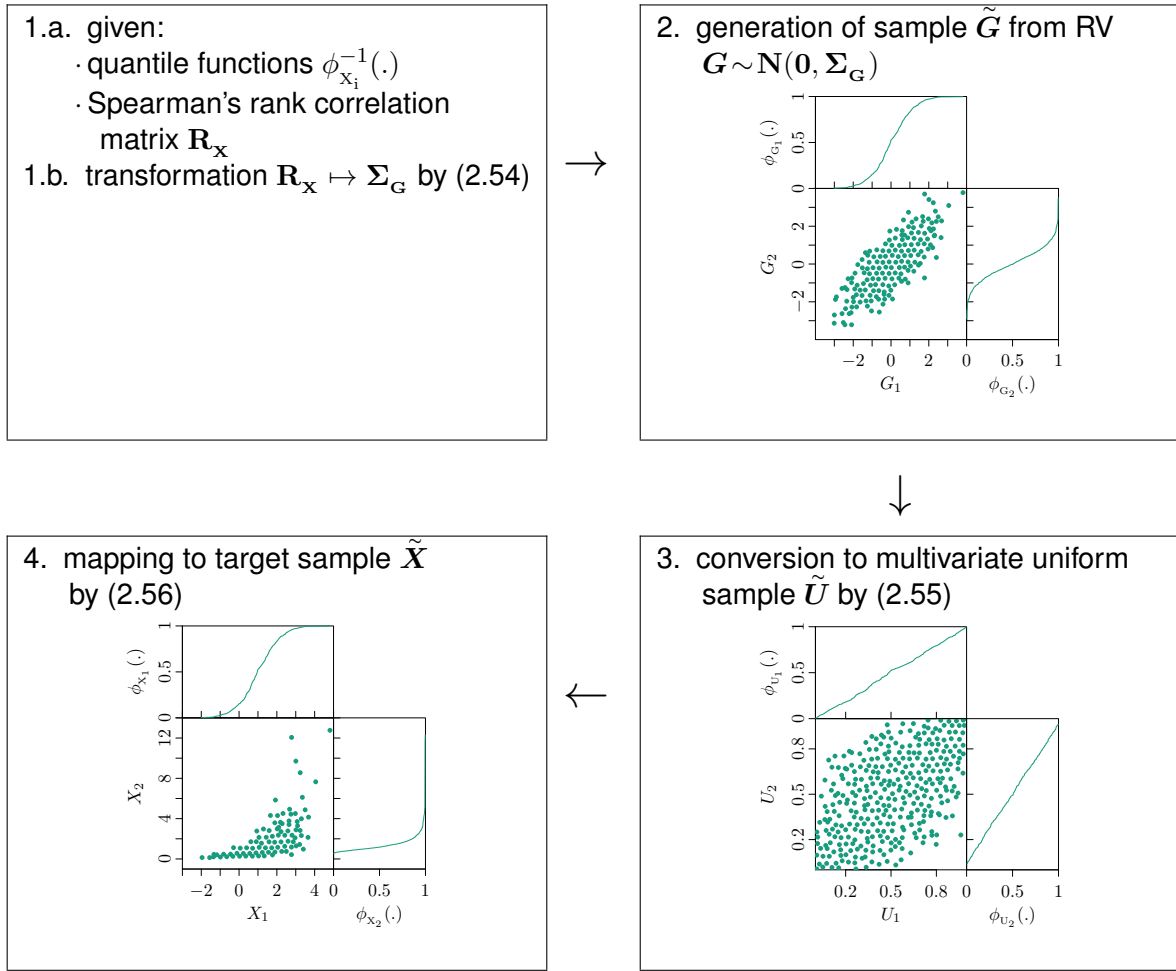 1.a. given:
· quantile functions ϕ_{X_i}^{-1}(.)
· Spearman's rank correlation
matrix R_X
1.b. transformation R_X ↦ Σ_G by (2.54)
→
2. generation of sample G̃ from RV
G∼N(0, Σ_G)
ϕ_{G_1}(.)
0 0.5 1
G_2
−2 0 2
−2 0 2
G_1
0 0.5 1
ϕ_{G_2}(.)
↓
3. conversion to multivariate uniform
sample Ũ by (2.55)
ϕ_{U_1}(.)
0 0.5 1
U_2
0.2 0.5 0.8
0.2 0.5 0.8
U_1
0 0.5 1
ϕ_{U_2}(.)
←
4. mapping to target sample X̃
by (2.56)
ϕ_{X_1}(.)
0 0.5 1
X_2
0 4 8 12
−2 0 2 4
X_1
0 0.5 1
ϕ_{X_2}(.)